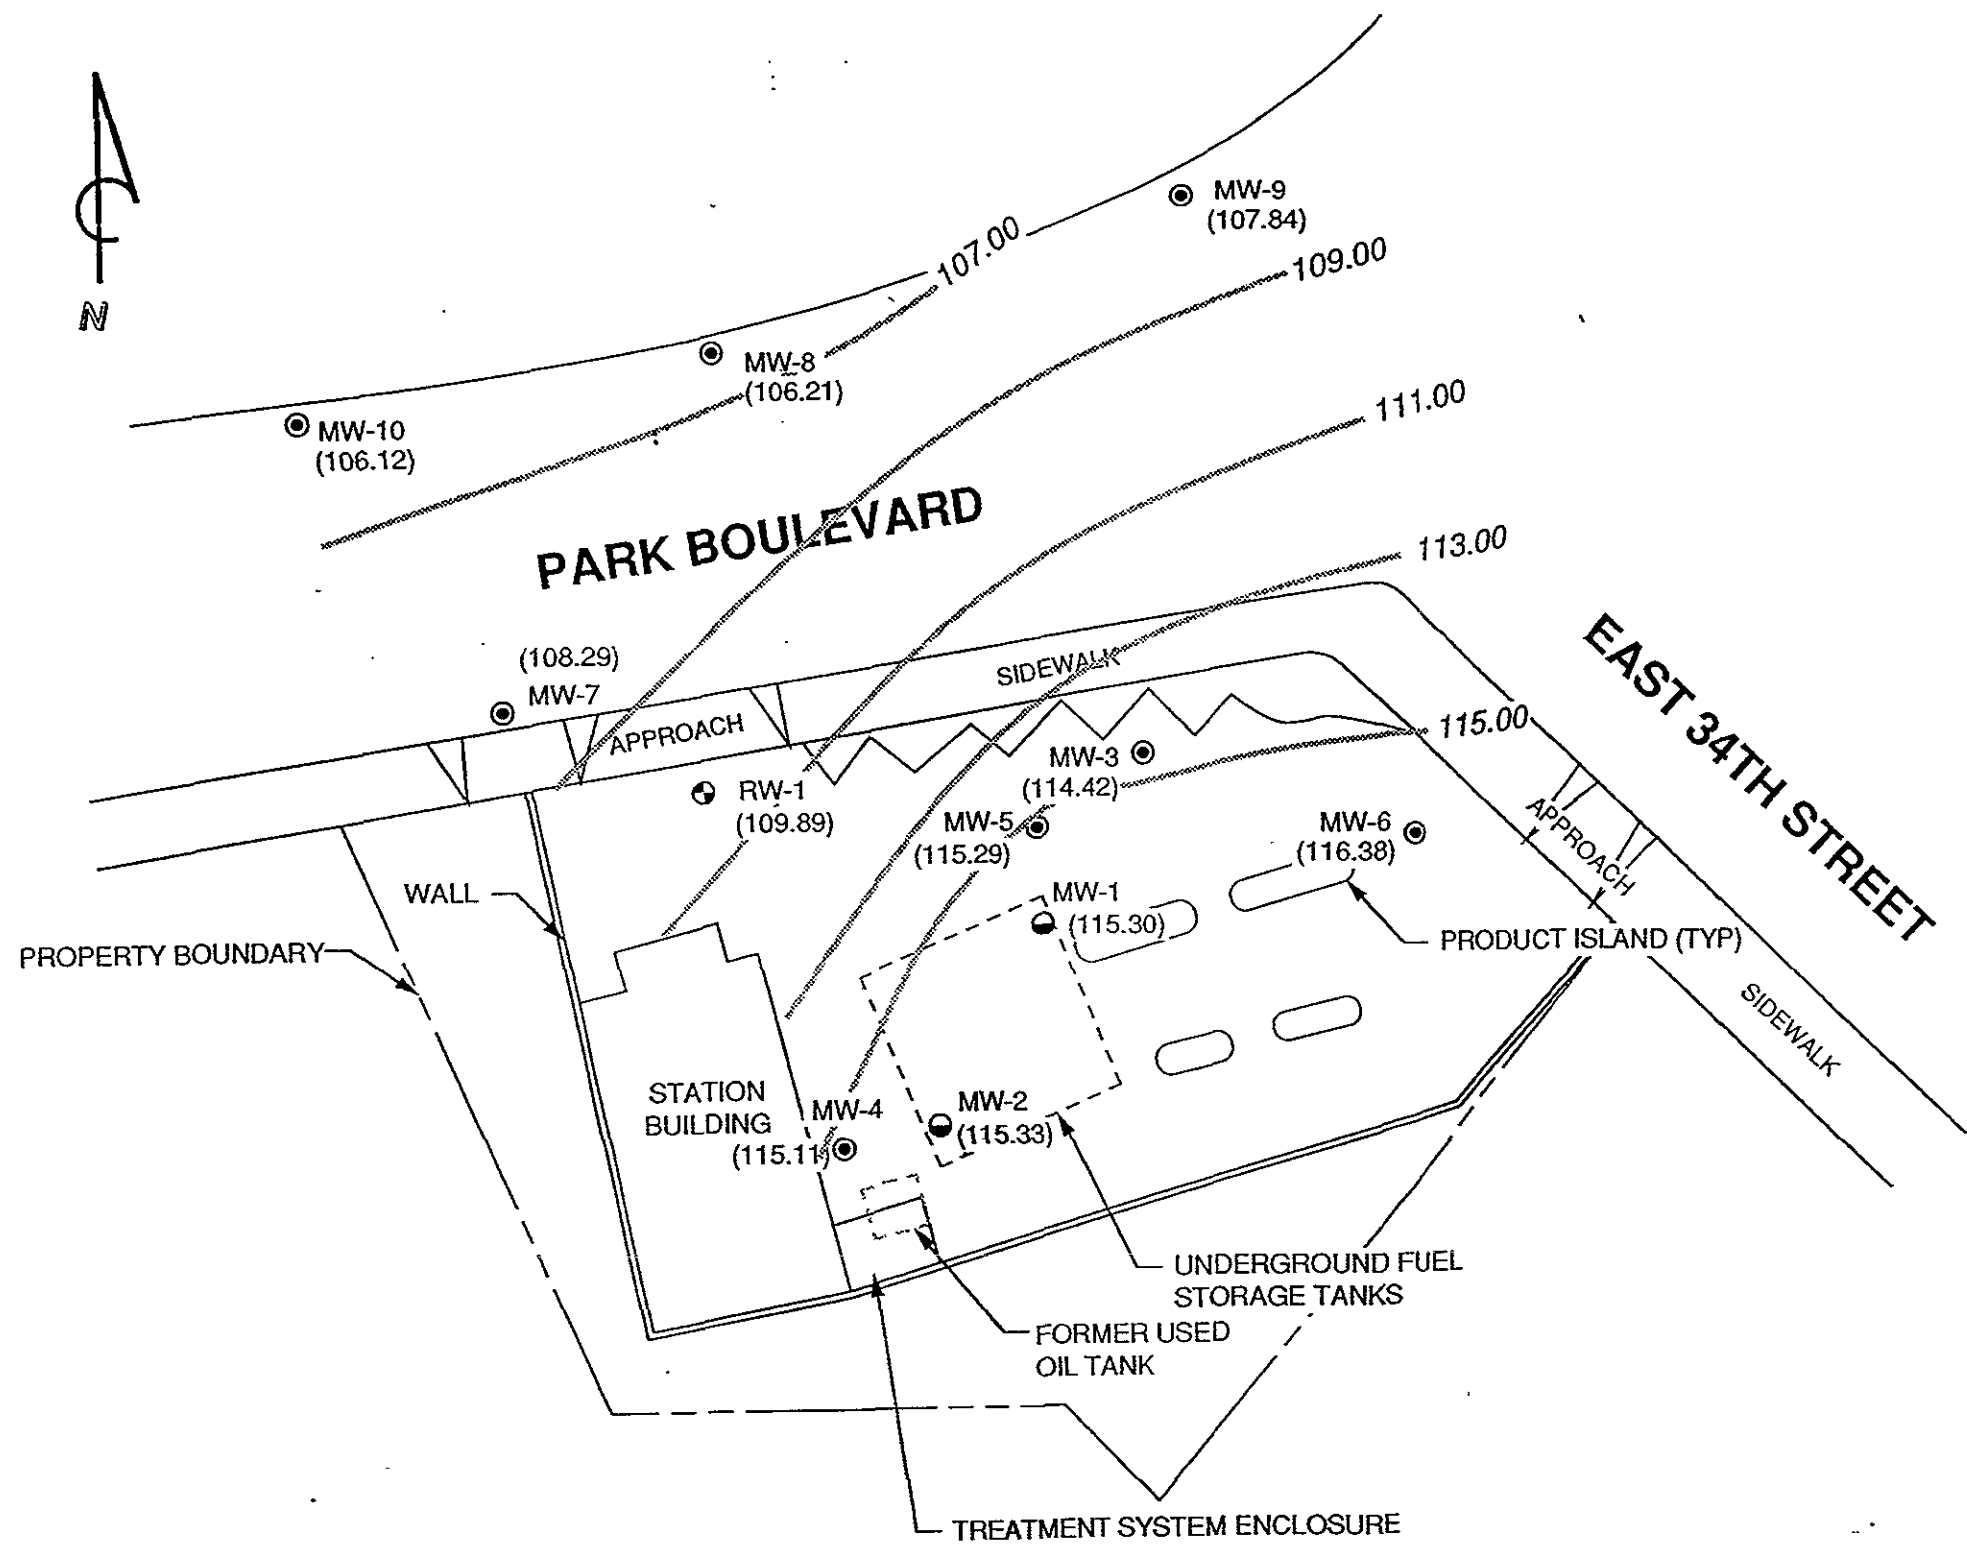 MW-9
(107.84)
107.00
109.00
N
MW-8
(106.21)
MW-10
(106.12)
111.00
PARK BOULEVARD
113.00
EAST 34TH STREET
(108.29)
MW-7
SIDEWALK
APPROACH
115.00
MW-3
(114.42)
RW-1
(109.89)
MW-5
(115.29)
MW-6
(116.38)
APPROACH
WALL
MW-1
(115.30)
PROPERTY BOUNDARY
PRODUCT ISLAND (TYP)
SIDEWALK
STATION
BUILDING
MW-4
(115.11)
MW-2
(115.33)
UNDERGROUND FUEL
STORAGE TANKS
FORMER USED
OIL TANK
TREATMENT SYSTEM ENCLOSURE